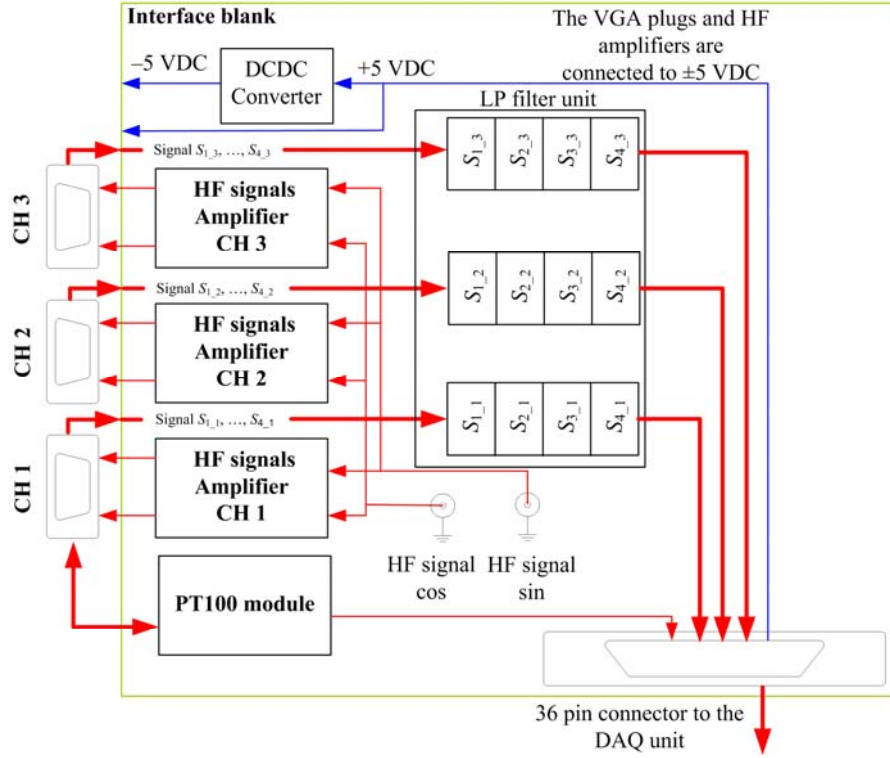 Interface blank
The VGA plugs and HF
amplifiers are
connected to ±5 VDC
–5 VDC
DCDC
Converter
+5 VDC
LP filter unit
CH 3
Signal S1_3, …, S4_3
HF signals
Amplifier
CH 3
S1_3
S2_3
S3_3
S4_3
CH 2
Signal S1_2, …, S4_2
HF signals
Amplifier
CH 2
S1_2
S2_2
S3_2
S4_2
CH 1
Signal S1_1, …, S4_1
HF signals
Amplifier
CH 1
S1_1
S2_1
S3_1
S4_1
HF signal
cos
HF signal
sin
PT100 module
36 pin connector to the
DAQ unit